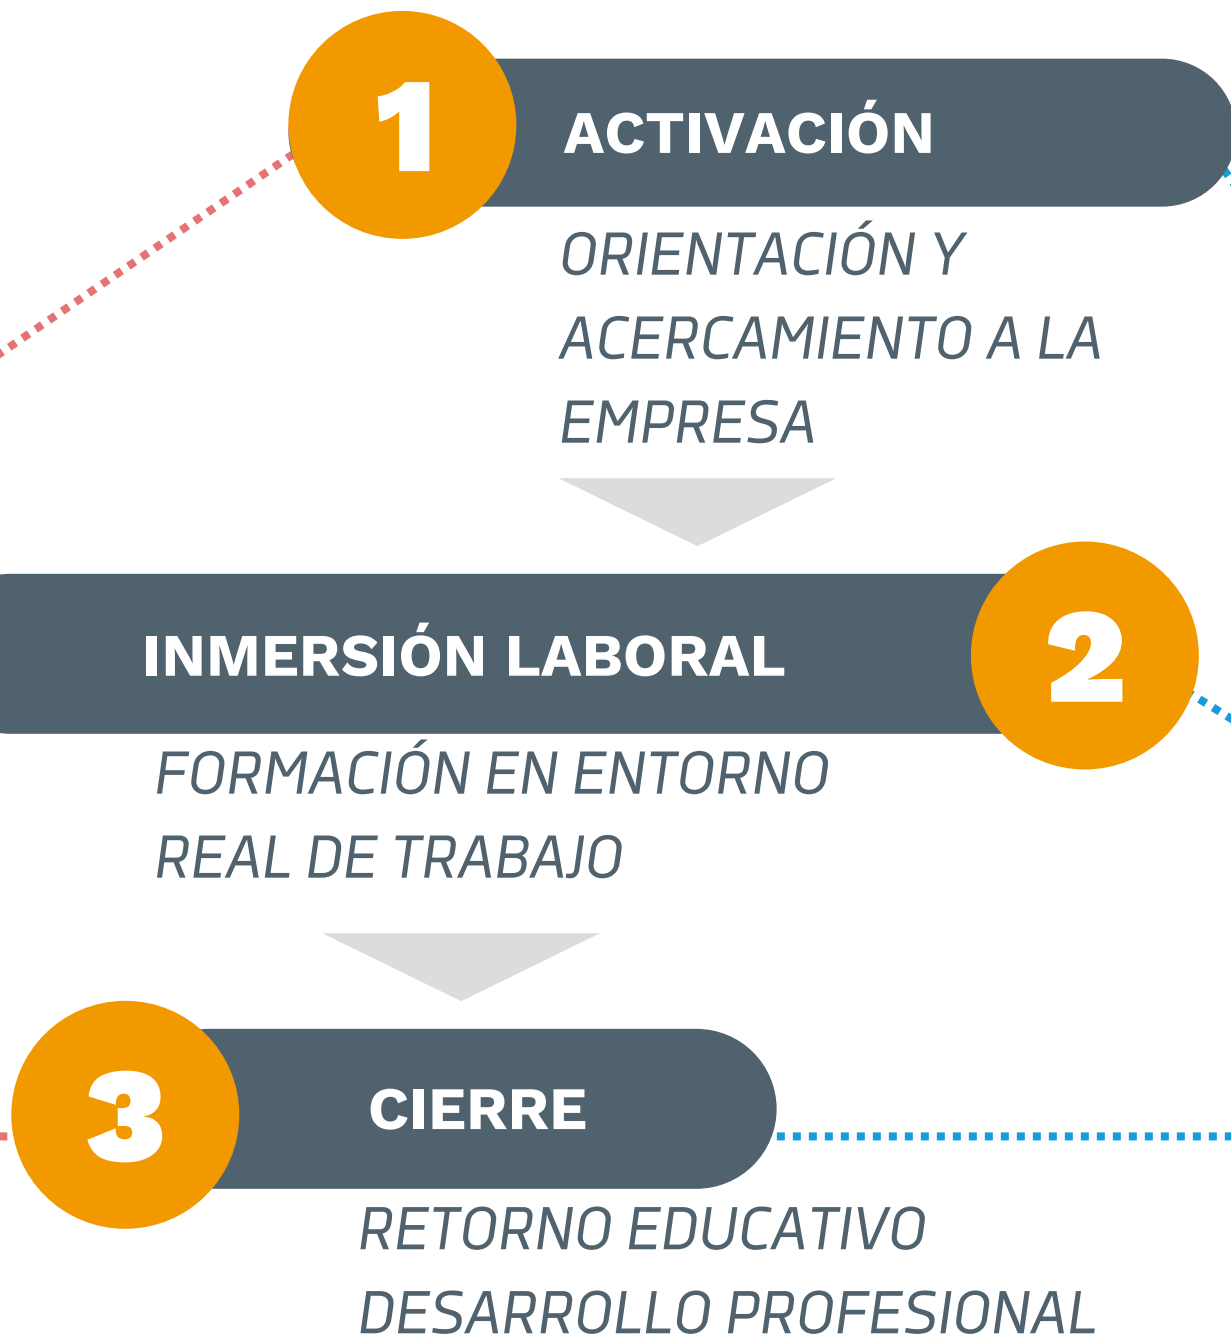 1
ACTIVACIÓN
ORIENTACIÓN Y
ACERCAMIENTO A LA
EMPRESA
INMERSIÓN LABORAL
2
FORMACIÓN EN ENTORNO
REAL DE TRABAJO
3
CIERRE
RETORNO EDUCATIVO
DESARROLLO PROFESIONAL